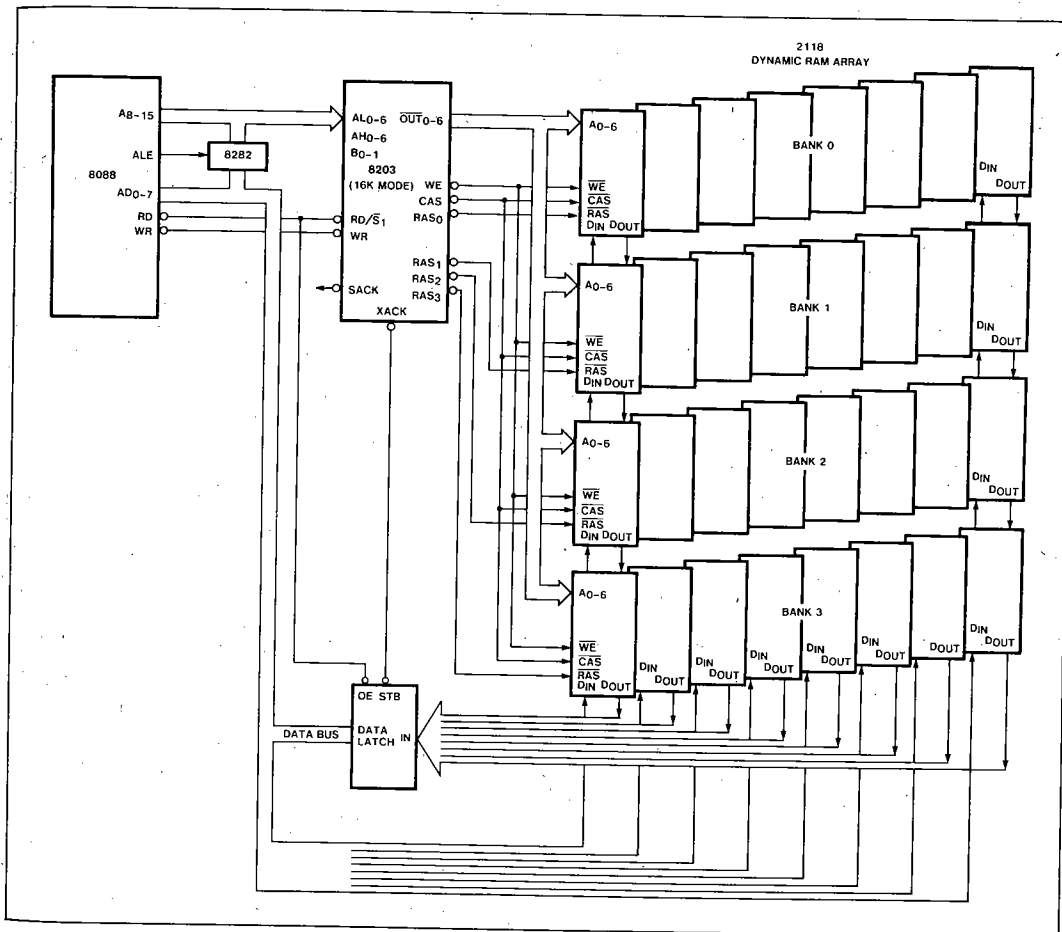 2118
DYNAMIC RAM ARRAY
8088
A8-15
ALE
AD0-7
RD
WR
8282
AL0-6
AH0-6
B0-1
8203
(16K MODE)
OUT0-6
WE
CAS
RAS0
RD/S1
WR
RAS1
RAS2
RAS3
SACK
XACK
A0-6
WE
CAS
RAS
DIN DOUT
BANK 0
DIN
DOUT
A0-6
WE
CAS
RAS
DIN DOUT
BANK 1
DIN
DOUT
A0-6
WE
CAS
RAS
DIN DOUT
BANK 2
DIN
DOUT
A0-6
WE
CAS
RAS
DIN DOUT
BANK 3
DIN
DOUT
DIN
DOUT
DIN
DOUT
DIN
DOUT
DIN
DOUT
DOUT
DIN
DOUT
OE STB
DATA
LATCH IN
DATA BUS